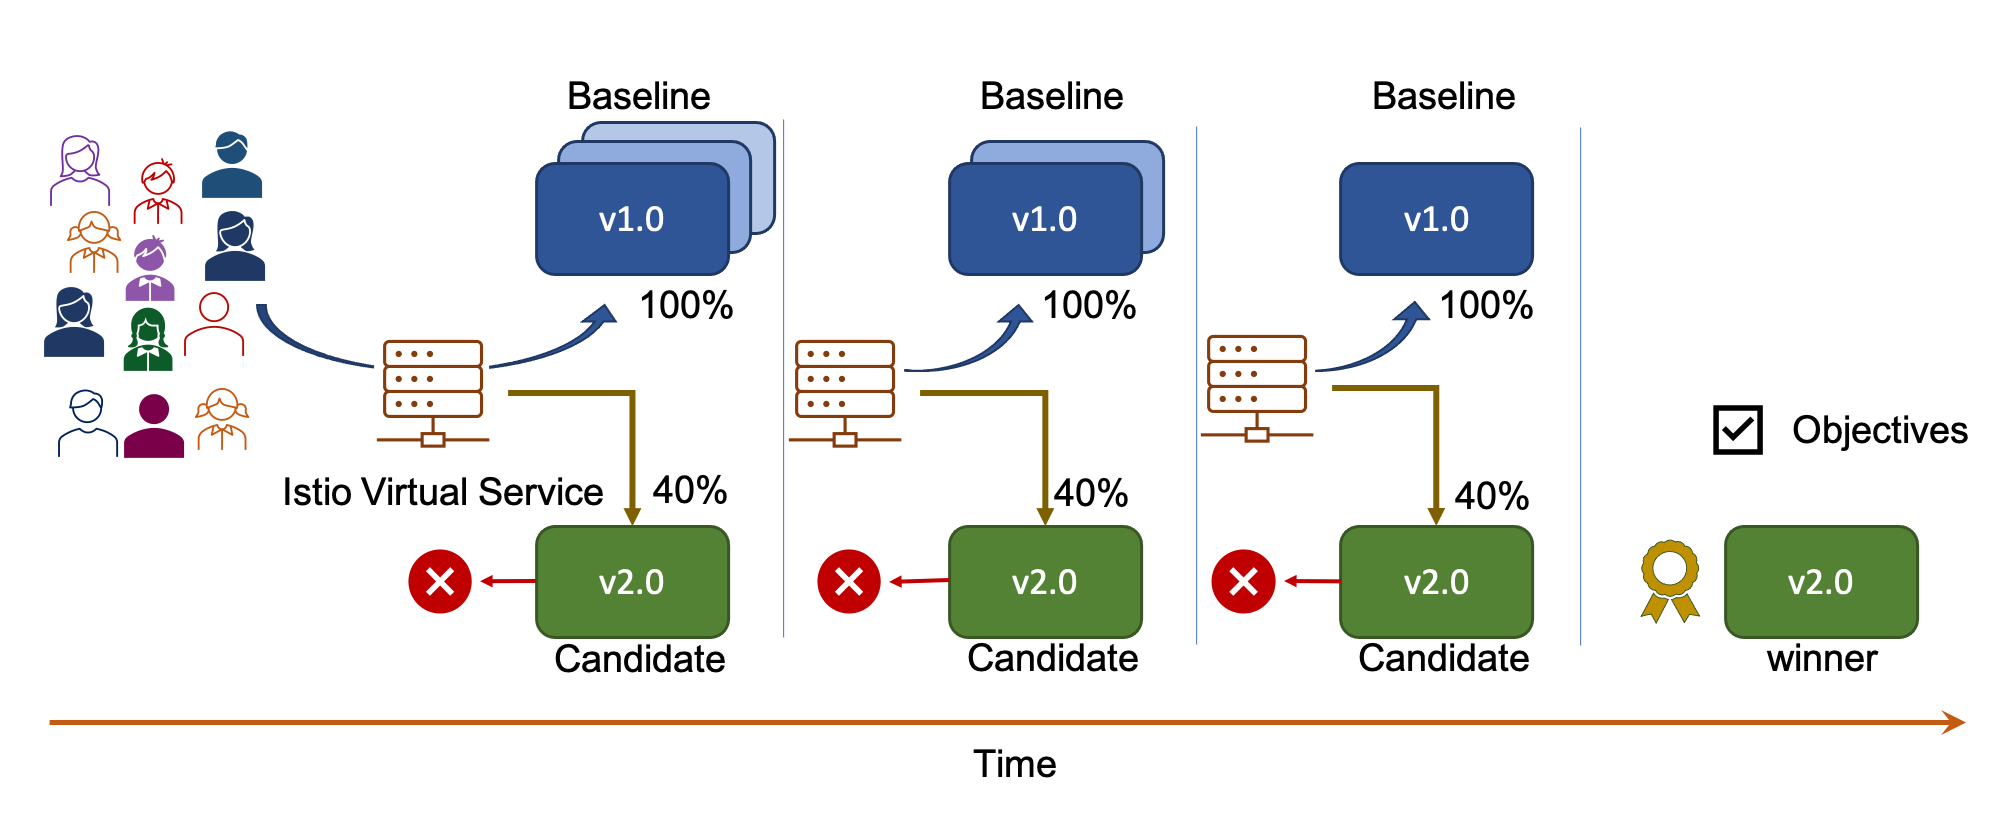 Baseline
v1.0
100%
Istio Virtual Service
40%
v2.0
Candidate
Baseline
v1.0
100%
40%
v2.0
Candidate
Baseline
v1.0
100%
40%
v2.0
Candidate
Objectives
v2.0
winner
Time